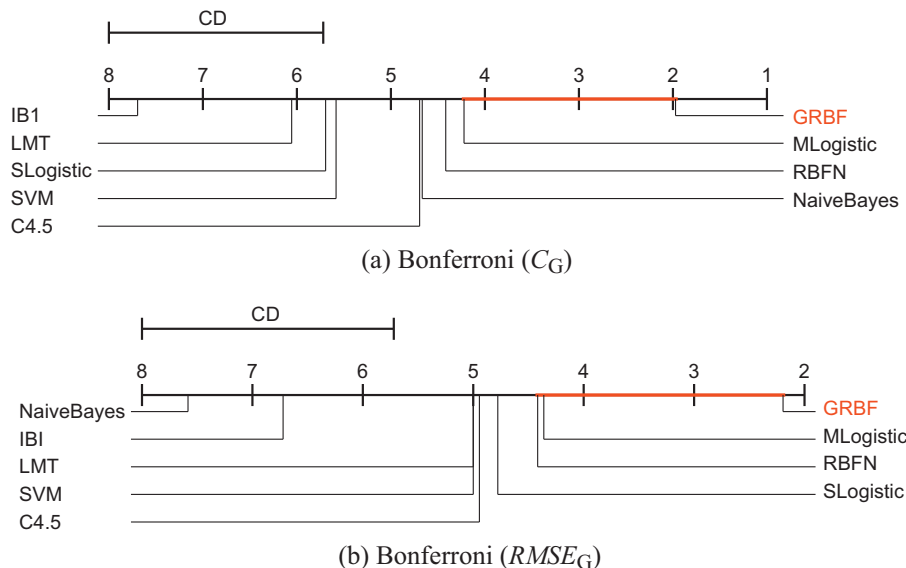 CD
8 7 6 5 4 3 2 1
IB1 GRBF
LMT MLogistic
SLogistic RBFN
SVM NaiveBayes
C4.5
(a) Bonferroni (CG)
CD
8 7 6 5 4 3 2
NaiveBayes GRBF
IBI MLogistic
LMT RBFN
SVM SLogistic
C4.5
(b) Bonferroni (RMSEG)